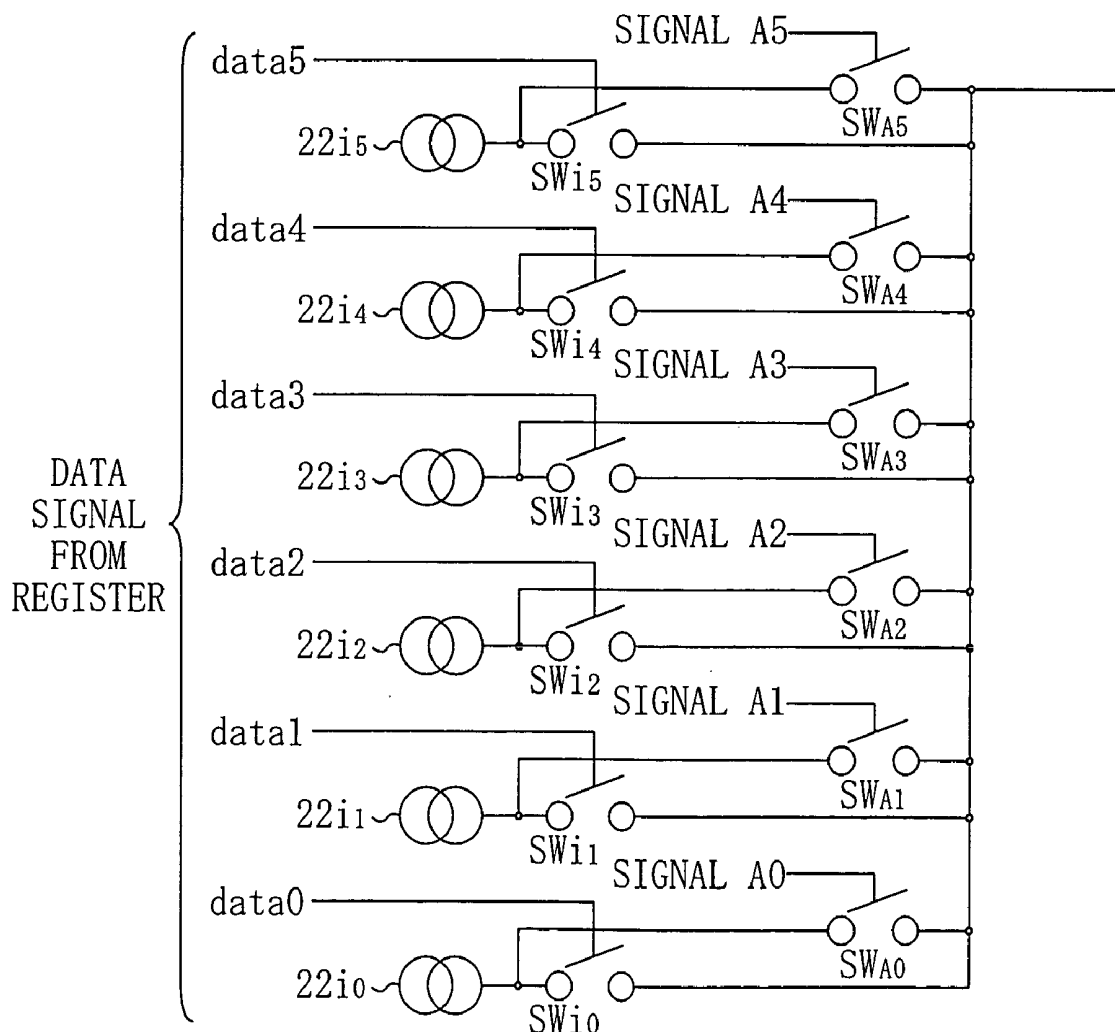 SIGNAL A5
data5
SWA5
22i5
SWi5
SIGNAL A4
data4
SWA4
22i4
SWi4
SIGNAL A3
data3
SWA3
22i3
SWi3
DATA
SIGNAL
FROM
REGISTER
SIGNAL A2
data2
SWA2
22i2
SWi2
SIGNAL A1
data1
SWA1
22i1
SWi1
SIGNAL A0
data0
SWA0
22i0
SWi0